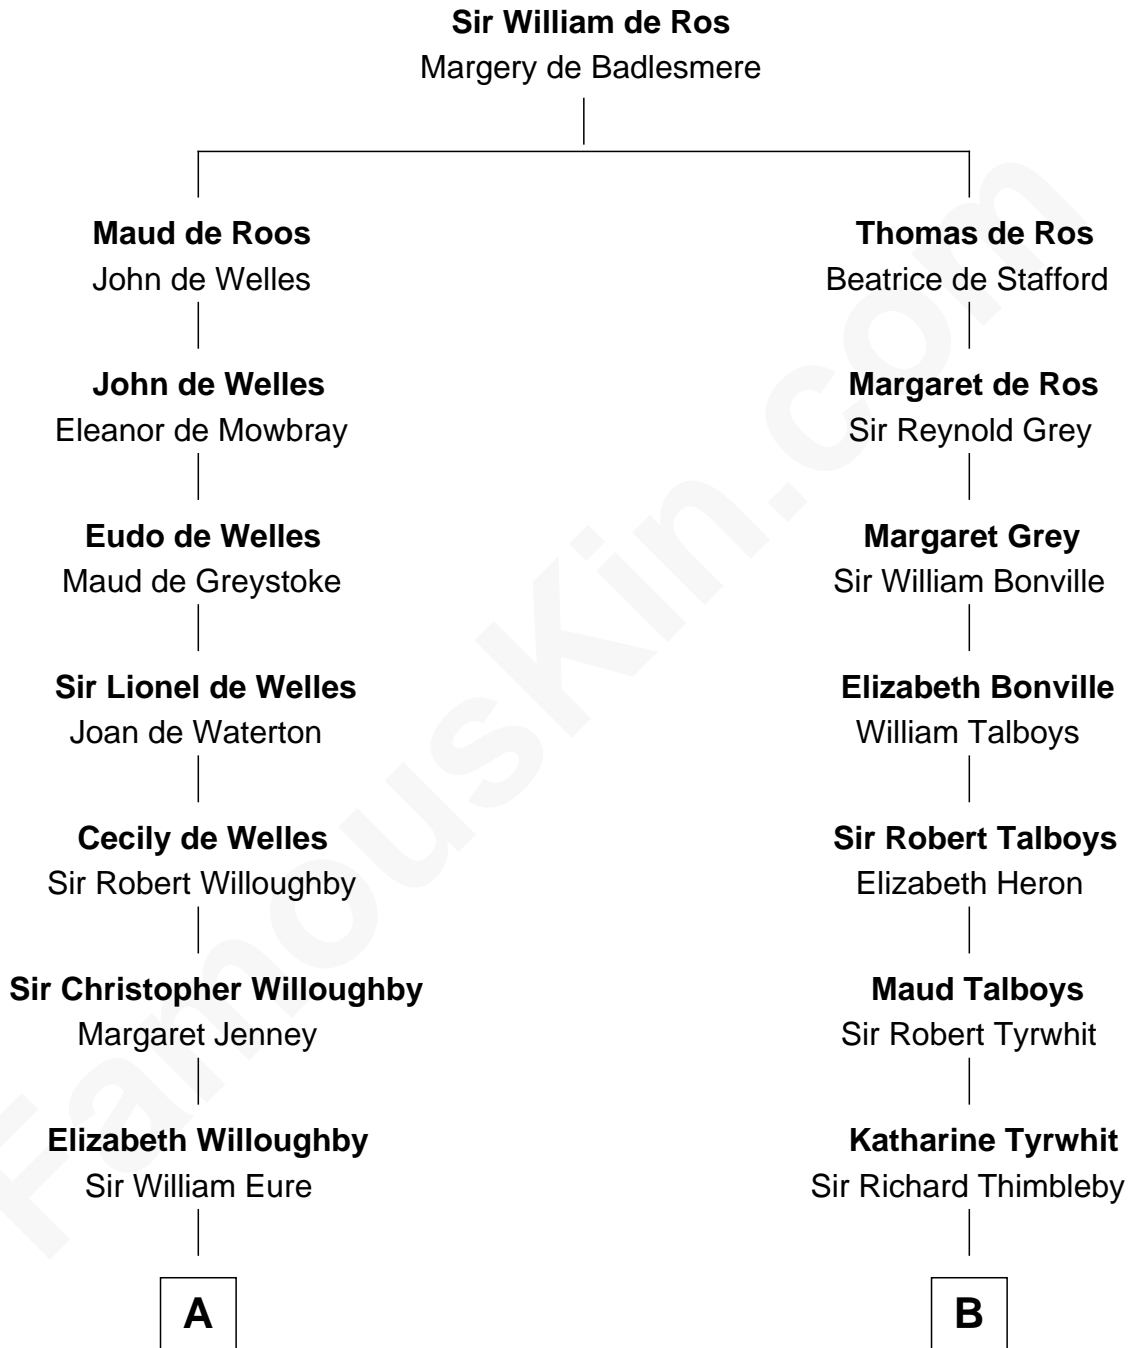 Sir William de Ros
Margery de Badlesmere
Maud de Roos
John de Welles
Thomas de Ros
Beatrice de Stafford
John de Welles
Eleanor de Mowbray
Margaret de Ros
Sir Reynold Grey
Eudo de Welles
Maud de Greystoke
Margaret Grey
Sir William Bonville
Sir Lionel de Welles
Joan de Waterton
Elizabeth Bonville
William Talboys
Cecily de Welles
Sir Robert Willoughby
Sir Robert Talboys
Elizabeth Heron
Sir Christopher Willoughby
Margaret Jenney
Maud Talboys
Sir Robert Tyrwhit
Elizabeth Willoughby
Sir William Eure
Katharine Tyrwhit
Sir Richard Thimbleby
A
B
FamousKin.com